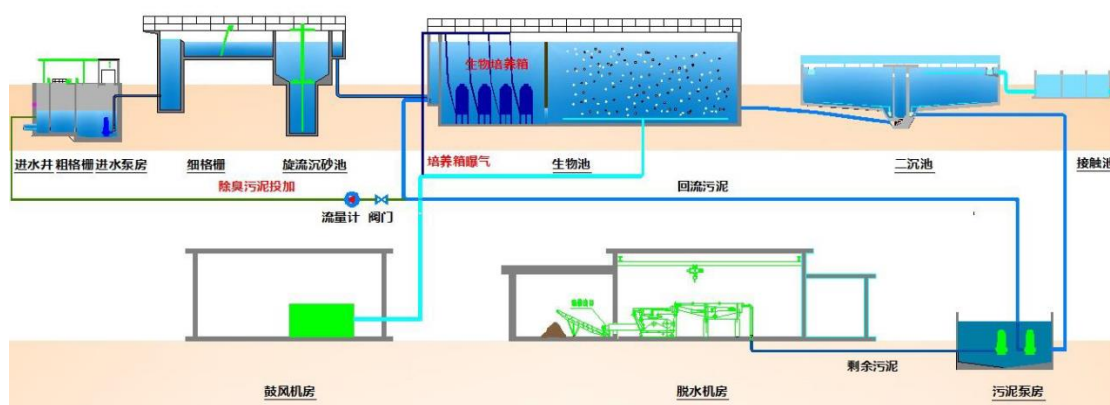 生物培养箱
进水井
粗格栅
进水泵房
细格栅
旋流沉砂池
培养箱曝气
生物池
二沉池
接触池
除臭污泥投加
回流污泥
流量计
阀门
剩余污泥
鼓风机房
脱水机房
污泥泵房